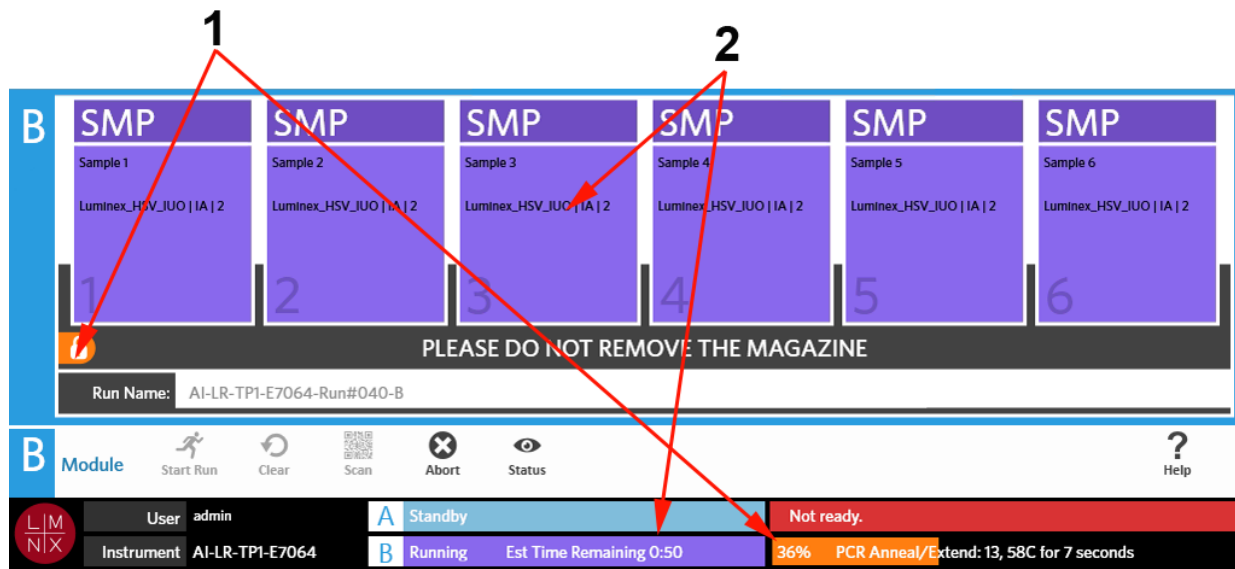 1 2
B SMP SMP SMP SMP SMP SMP
Sample 1 Sample 2 Sample 3 Sample 4 Sample 5 Sample 6
Luminex_HSV_IUO | IA | 2 Luminex_HSV_IUO | IA | 2 Luminex_HSV_IUO | IA | 2 Luminex_HSV_IUO | IA | 2 Luminex_HSV_IUO | IA | 2 Luminex_HSV_IUO | IA | 2
1 2 3 4 5 6
PLEASE DO NOT REMOVE THE MAGAZINE
Run Name: AI-LR-TP1-E7064-Run#040-B
B Module Start Run Clear Scan Abort Status ? Help
LM User admin A Standby Not ready.
NIX Instrument AI-LR-TP1-E7064 B Running Est Time Remaining 0:50 36% PCR Anneal/Extend: 13, 58C for 7 seconds